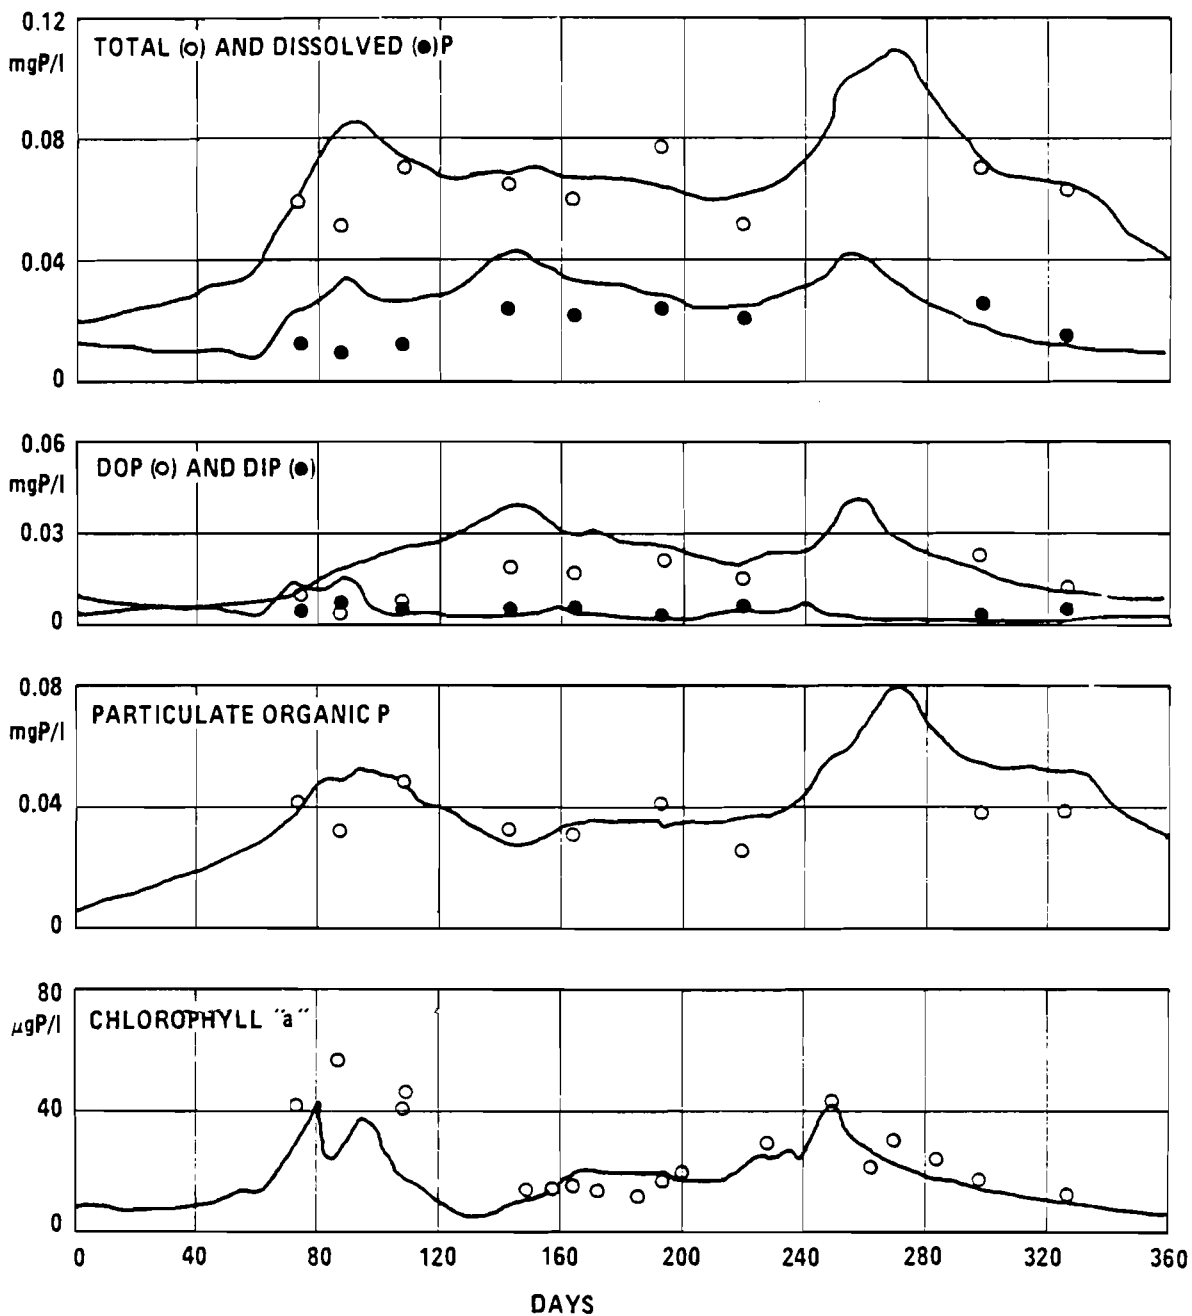 0.12
mgP/l
TOTAL (o) AND DISSOLVED (●)P
0.08
0.04
0
0.06
mgP/l
DOP (o) AND DIP (●)
0.03
0
0.08
mgP/l
PARTICULATE ORGANIC P
0.04
0
80
µgP/l
CHLOROPHYLL "a"
40
0
0 40 80 120 160 200 240 280 320 360
DAYS